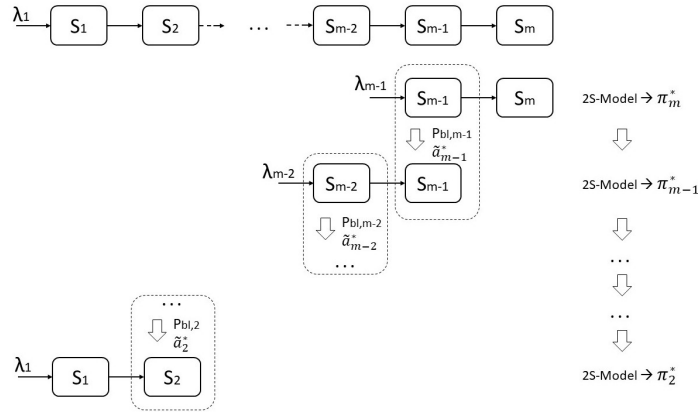 λ1 S1 S2 ... Sm-2 Sm-1 Sm
λm-1 Sm-1 Sm 2S-Model → π*m
Pbl,m-1
ã*m-1
λm-2 Sm-2 Sm-1 2S-Model → π*m-1
Pbl,m-2
ã*m-2
... ...
... ...
Pbl,2
ã*2
λ1 S1 S2 2S-Model → π*2